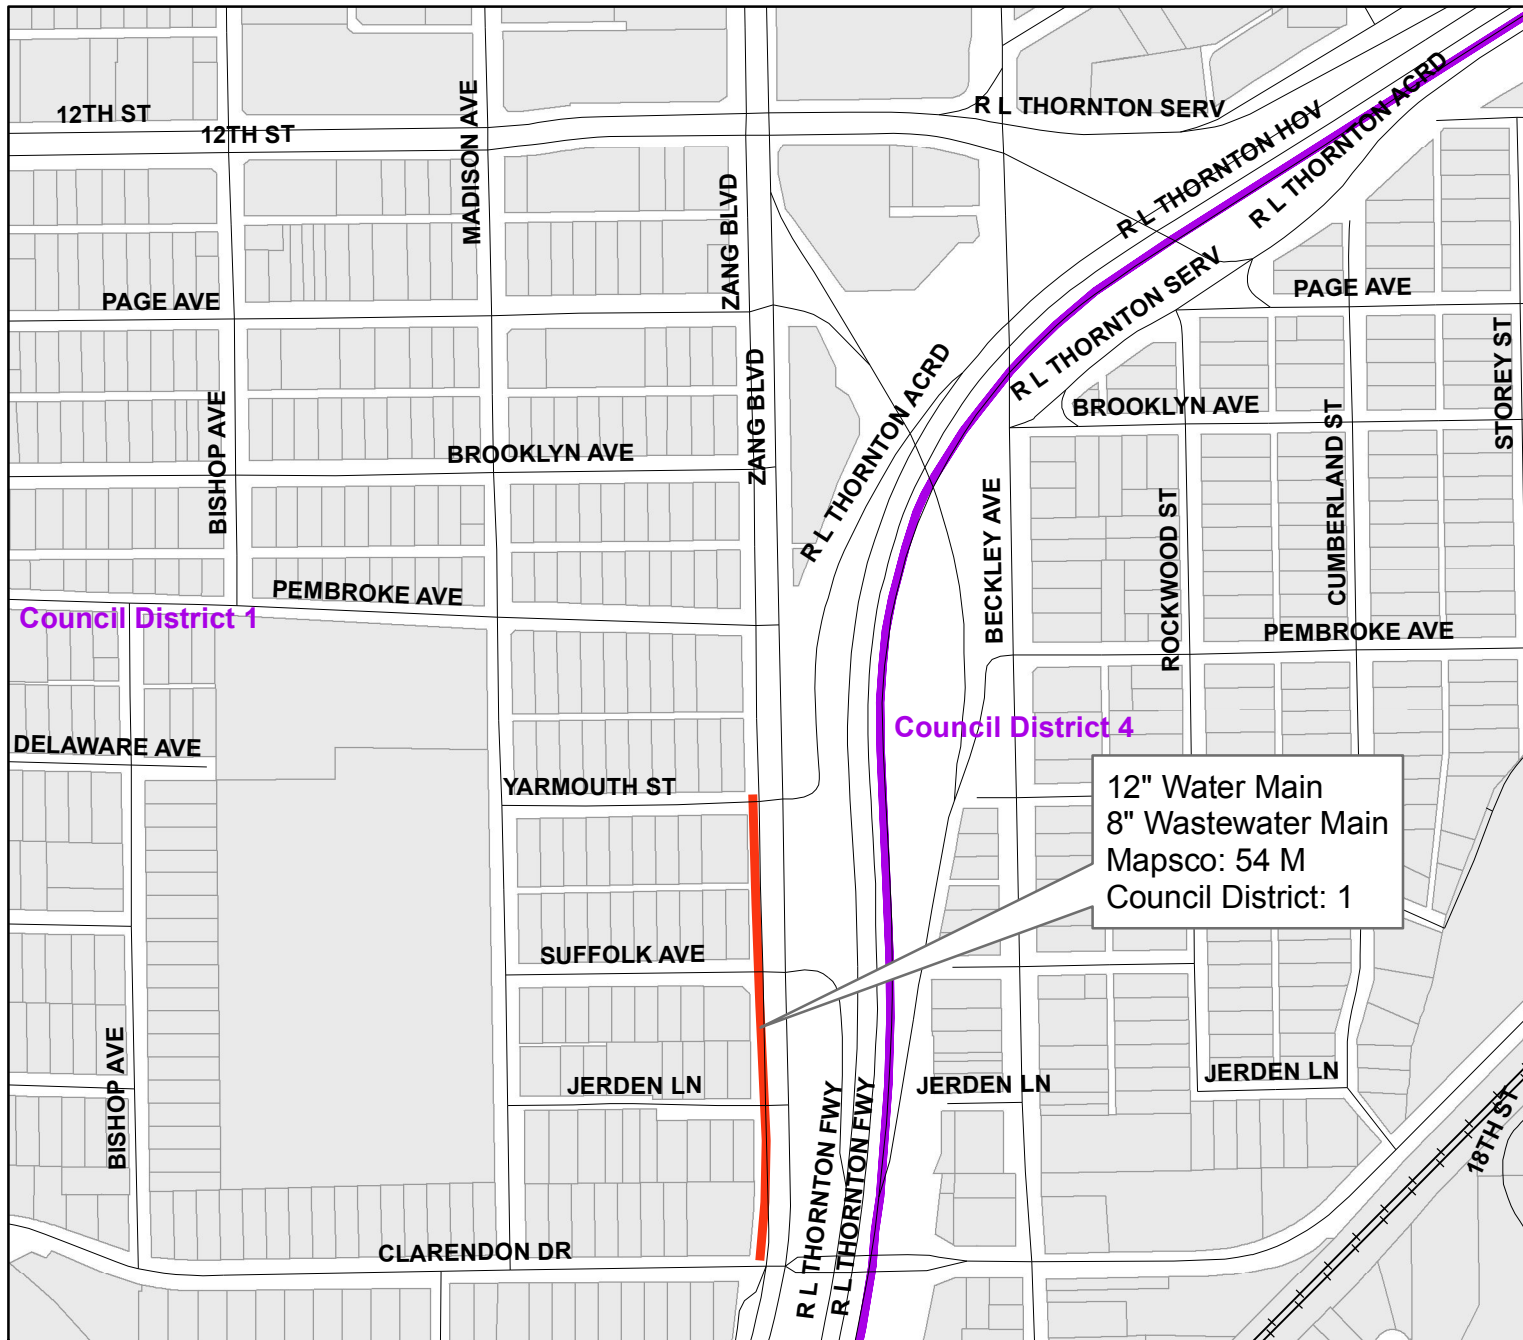 12TH ST
12TH ST
MADISON AVE
ZANG BLVD
R L THORNTON SERV
R L THORNTON HOV
R L THORNTON ACRD
R L THORNTON SERV
PAGE AVE
PAGE AVE
BISHOP AVE
BROOKLYN AVE
ZANG BLVD
R L THORNTON ACRD
BROOKLYN AVE
STOREY ST
CUMBERLAND ST
ROCKWOOD ST
BECKLEY AVE
PEMBROKE AVE
Council District 1
PEMBROKE AVE
Council District 4
DELAWARE AVE
YARMOUTH ST
12" Water Main
8" Wastewater Main
Mapsco: 54 M
Council District: 1
SUFFOLK AVE
BISHOP AVE
JERDEN LN
JERDEN LN
JERDEN LN
18TH ST
R L THORNTON FWY
R L THORNTON FWY
CLARENDON DR